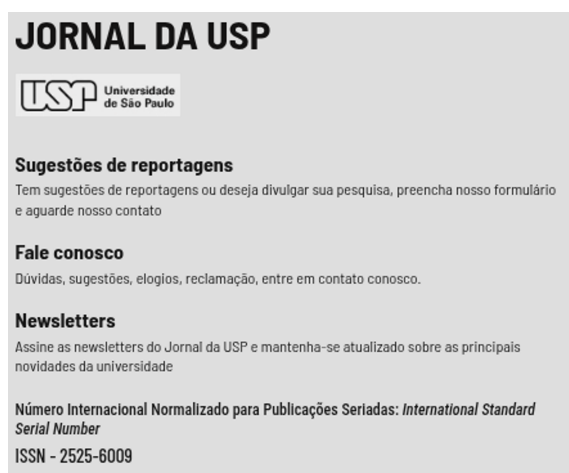 JORNAL DA USP
USP Universidade
de São Paulo
Sugestões de reportagens
Tem sugestões de reportagens ou deseja divulgar sua pesquisa, preencha nosso formulário
e aguarde nosso contato
Fale conosco
Dúvidas, sugestões, elogios, reclamação, entre em contato conosco.
Newsletters
Assine as newsletters do Jornal da USP e mantenha-se atualizado sobre as principais
novidades da universidade
Número Internacional Normalizado para Publicações Seriadas: International Standard
Serial Number
ISSN - 2525-6009